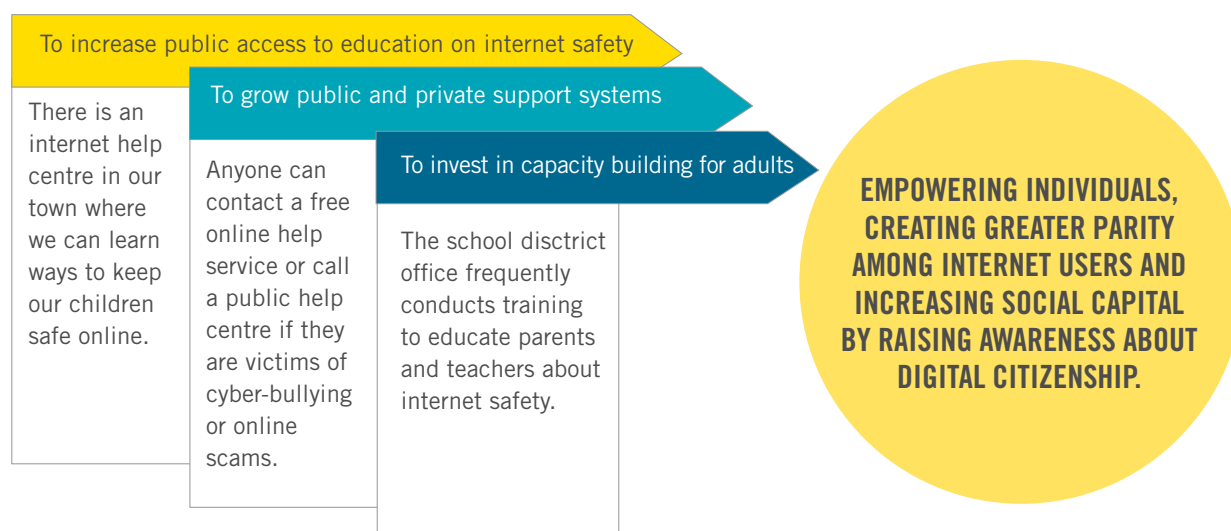 To increase public access to education on internet safety
There is an
internet help
centre in our
town where
we can learn
ways to keep
our children
safe online.
To grow public and private support systems
Anyone can
contact a free
online help
service or call
a public help
centre if they
are victims of
cyber-bullying
or online
scams.
To invest in capacity building for adults
The school disctrict
office frequently
conducts training
to educate parents
and teachers about
internet safety.
EMPOWERING INDIVIDUALS,
CREATING GREATER PARITY
AMONG INTERNET USERS AND
INCREASING SOCIAL CAPITAL
BY RAISING AWARENESS ABOUT
DIGITAL CITIZENSHIP.